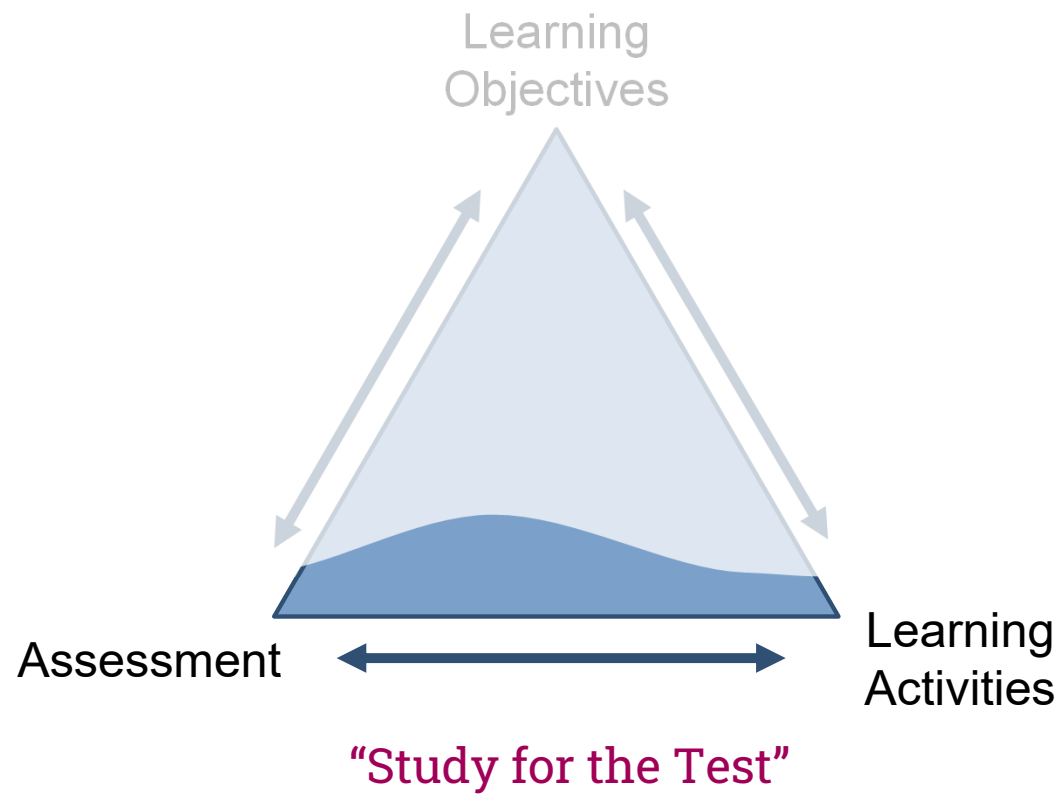 Learning
Objectives
Assessment
Learning
Activities
“Study for the Test”